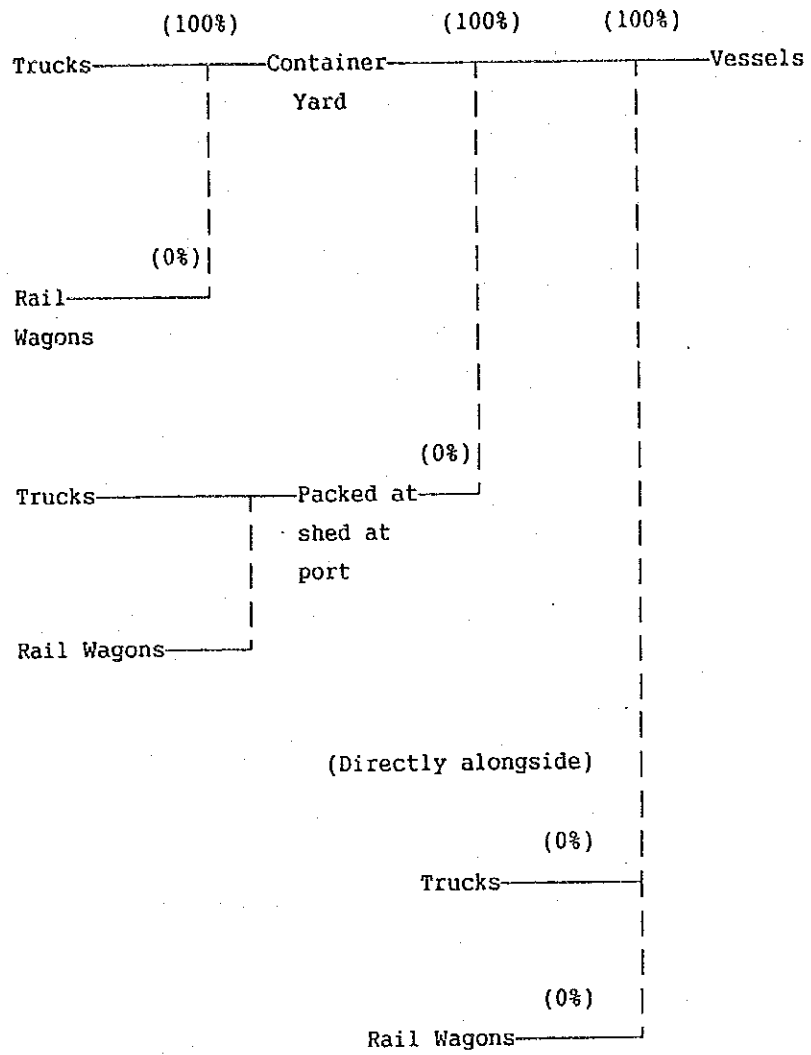 (100%) (100%) (100%)
Trucks Container Vessels
Yard
(0%)
Rail
Wagons
(0%)
Trucks Packed at
shed at
port
Rail Wagons
(Directly alongside)
(0%)
Trucks
(0%)
Rail Wagons